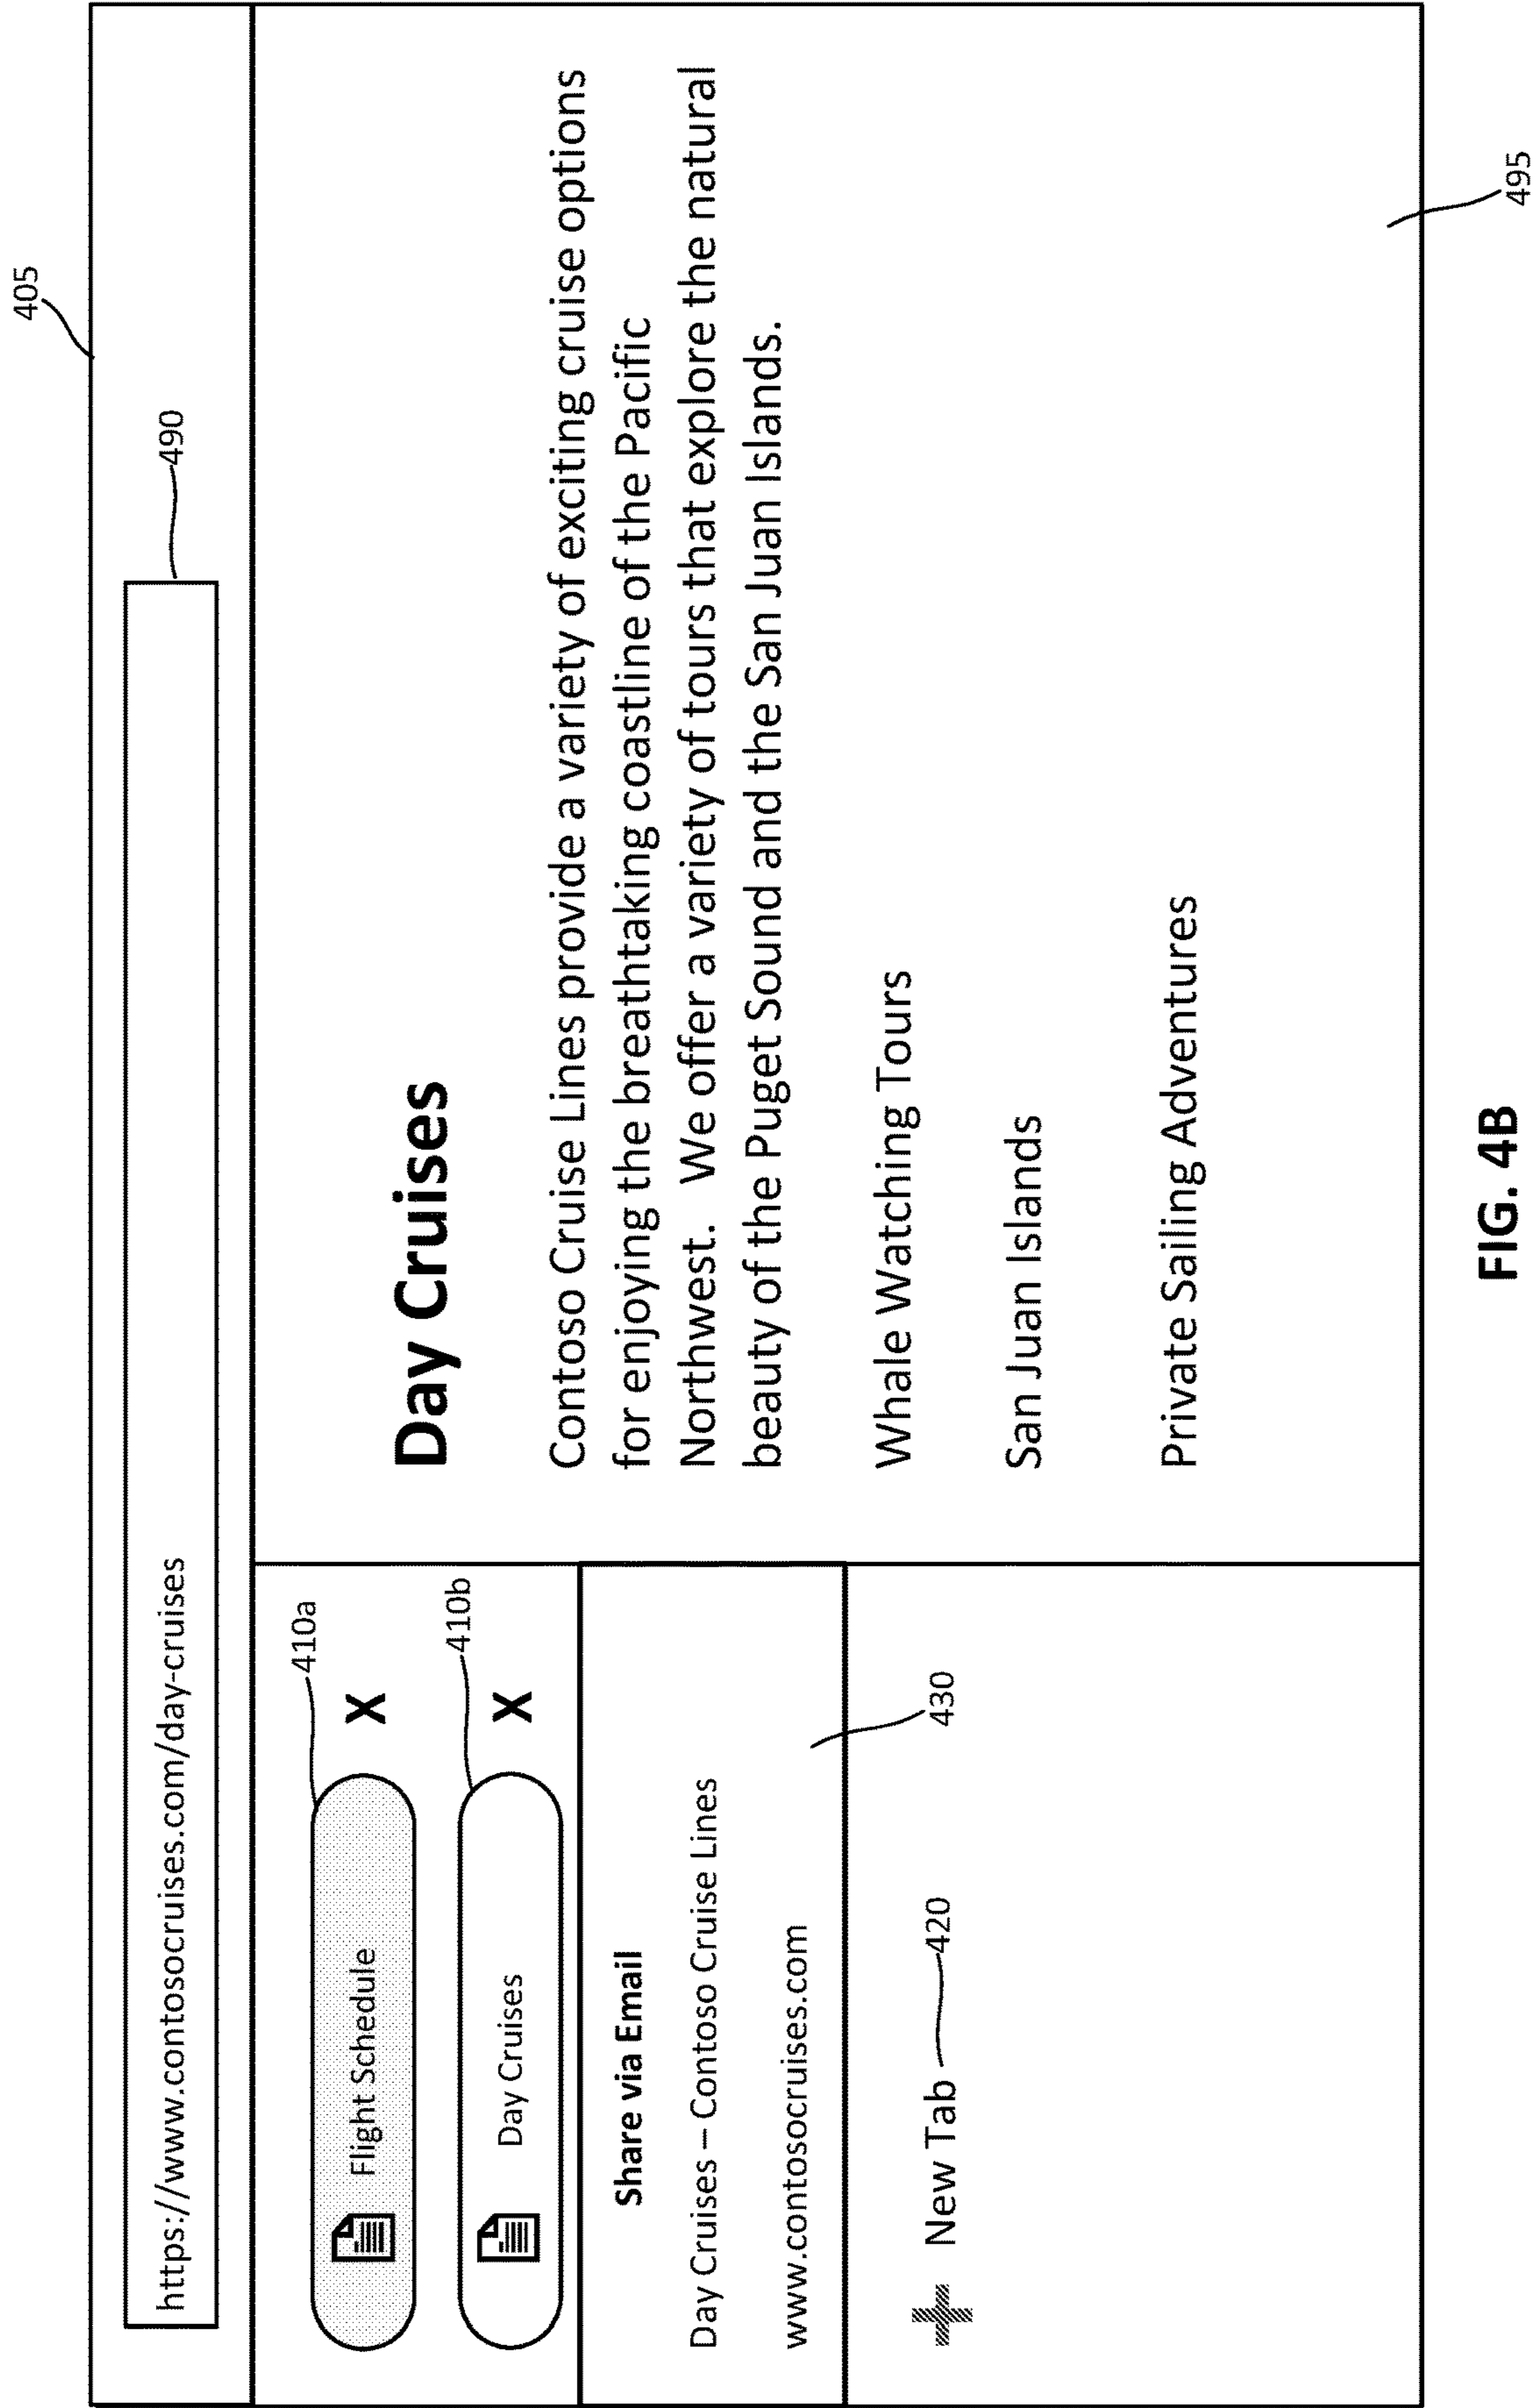 405
490
https://www.contosocruises.com/day-cruises
410a
Flight Schedule X
410b
Day Cruises X
Share via Email
Day Cruises – Contoso Cruise Lines
www.contosocruises.com
430
New Tab 420
Day Cruises
Contoso Cruise Lines provide a variety of exciting cruise options
for enjoying the breathtaking coastline of the Pacific
Northwest. We offer a variety of tours that explore the natural
beauty of the Puget Sound and the San Juan Islands.
Whale Watching Tours
San Juan Islands
Private Sailing Adventures
495
FIG. 4B